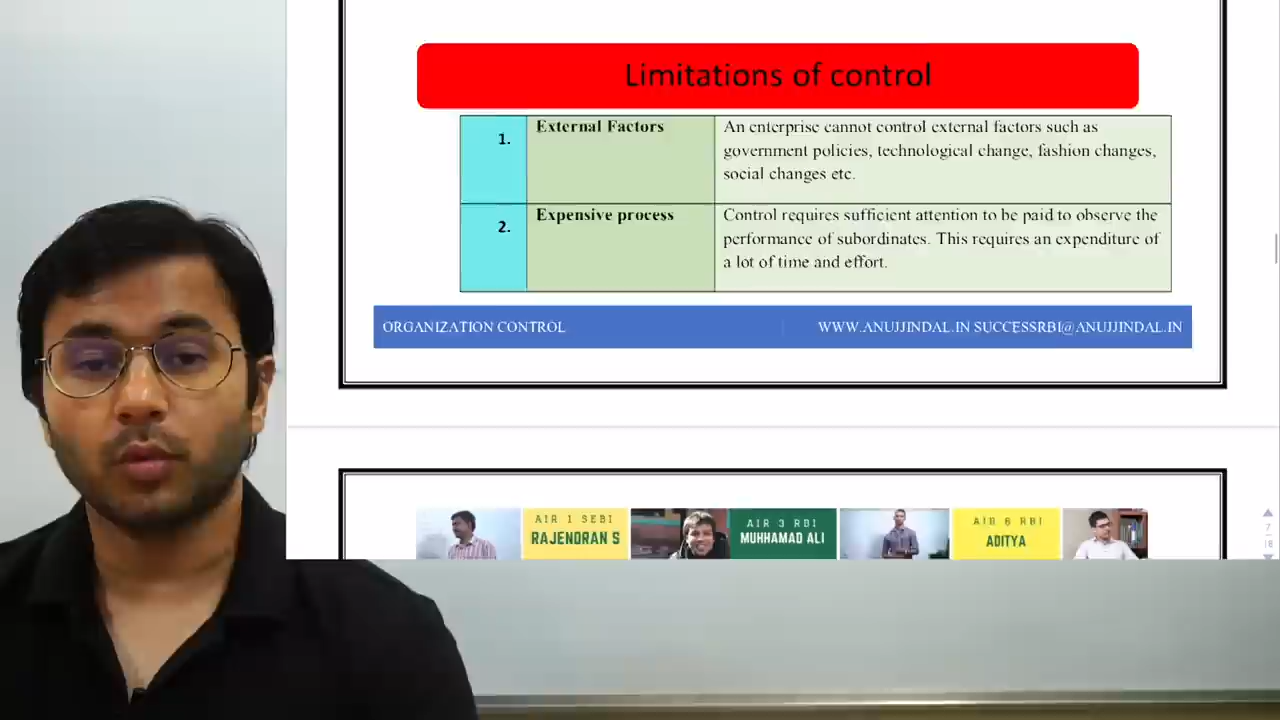 Limitations of control
1.
External Factors
An enterprise cannot control external factors such as
government policies, technological change, fashion changes,
social changes etc.
2.
Expensive process
Control requires sufficient attention to be paid to observe the
performance of subordinates. This requires an expenditure of
a lot of time and effort.
ORGANIZATION CONTROL
WWW.ANUJJINDAL.IN SUCCESSRBI@ANUJJINDAL.IN
AIR 1 SEBI
RAJENDRAN S
AIR 3 RBI
MUHHAMAD ALI
AIR 6 RBI
ADITYA
7